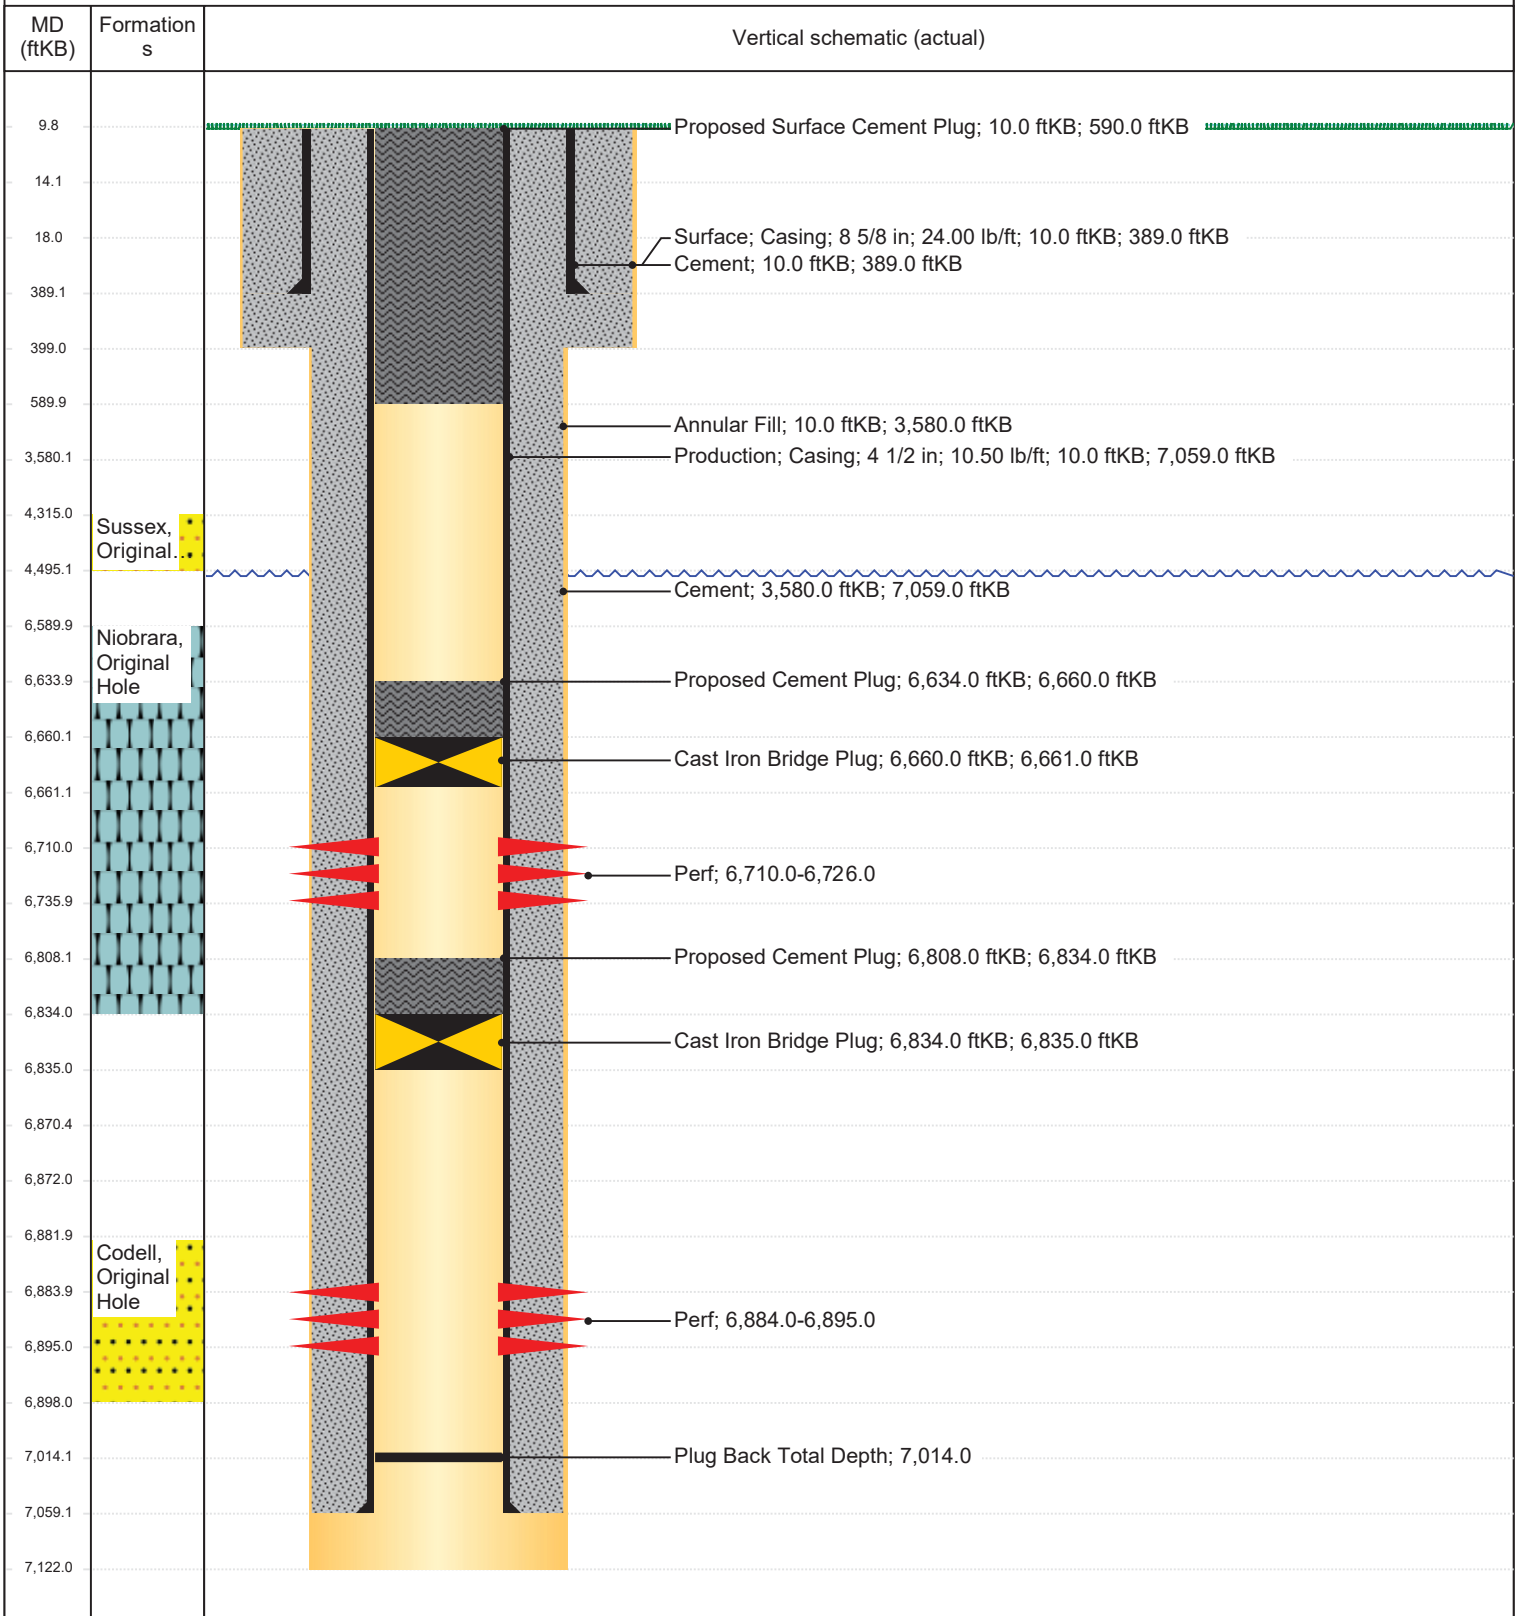 MD
(ftKB)
Formation
s
Vertical schematic (actual)
9.8
Proposed Surface Cement Plug; 10.0 ftKB; 590.0 ftKB
14.1
18.0
Surface; Casing; 8 5/8 in; 24.00 lb/ft; 10.0 ftKB; 389.0 ftKB
Cement; 10.0 ftKB; 389.0 ftKB
389.1
399.0
589.9
Annular Fill; 10.0 ftKB; 3,580.0 ftKB
Production; Casing; 4 1/2 in; 10.50 lb/ft; 10.0 ftKB; 7,059.0 ftKB
3,580.1
4,315.0
Sussex,
Original...
4,495.1
Cement; 3,580.0 ftKB; 7,059.0 ftKB
6,589.9
Niobrara,
Original
Hole
6,633.9
Proposed Cement Plug; 6,634.0 ftKB; 6,660.0 ftKB
6,660.1
Cast Iron Bridge Plug; 6,660.0 ftKB; 6,661.0 ftKB
6,661.1
6,710.0
Perf; 6,710.0-6,726.0
6,735.9
6,808.1
Proposed Cement Plug; 6,808.0 ftKB; 6,834.0 ftKB
6,834.0
Cast Iron Bridge Plug; 6,834.0 ftKB; 6,835.0 ftKB
6,835.0
6,870.4
6,872.0
6,881.9
Codell,
Original
Hole
6,883.9
Perf; 6,884.0-6,895.0
6,895.0
6,898.0
7,014.1
Plug Back Total Depth; 7,014.0
7,059.1
7,122.0